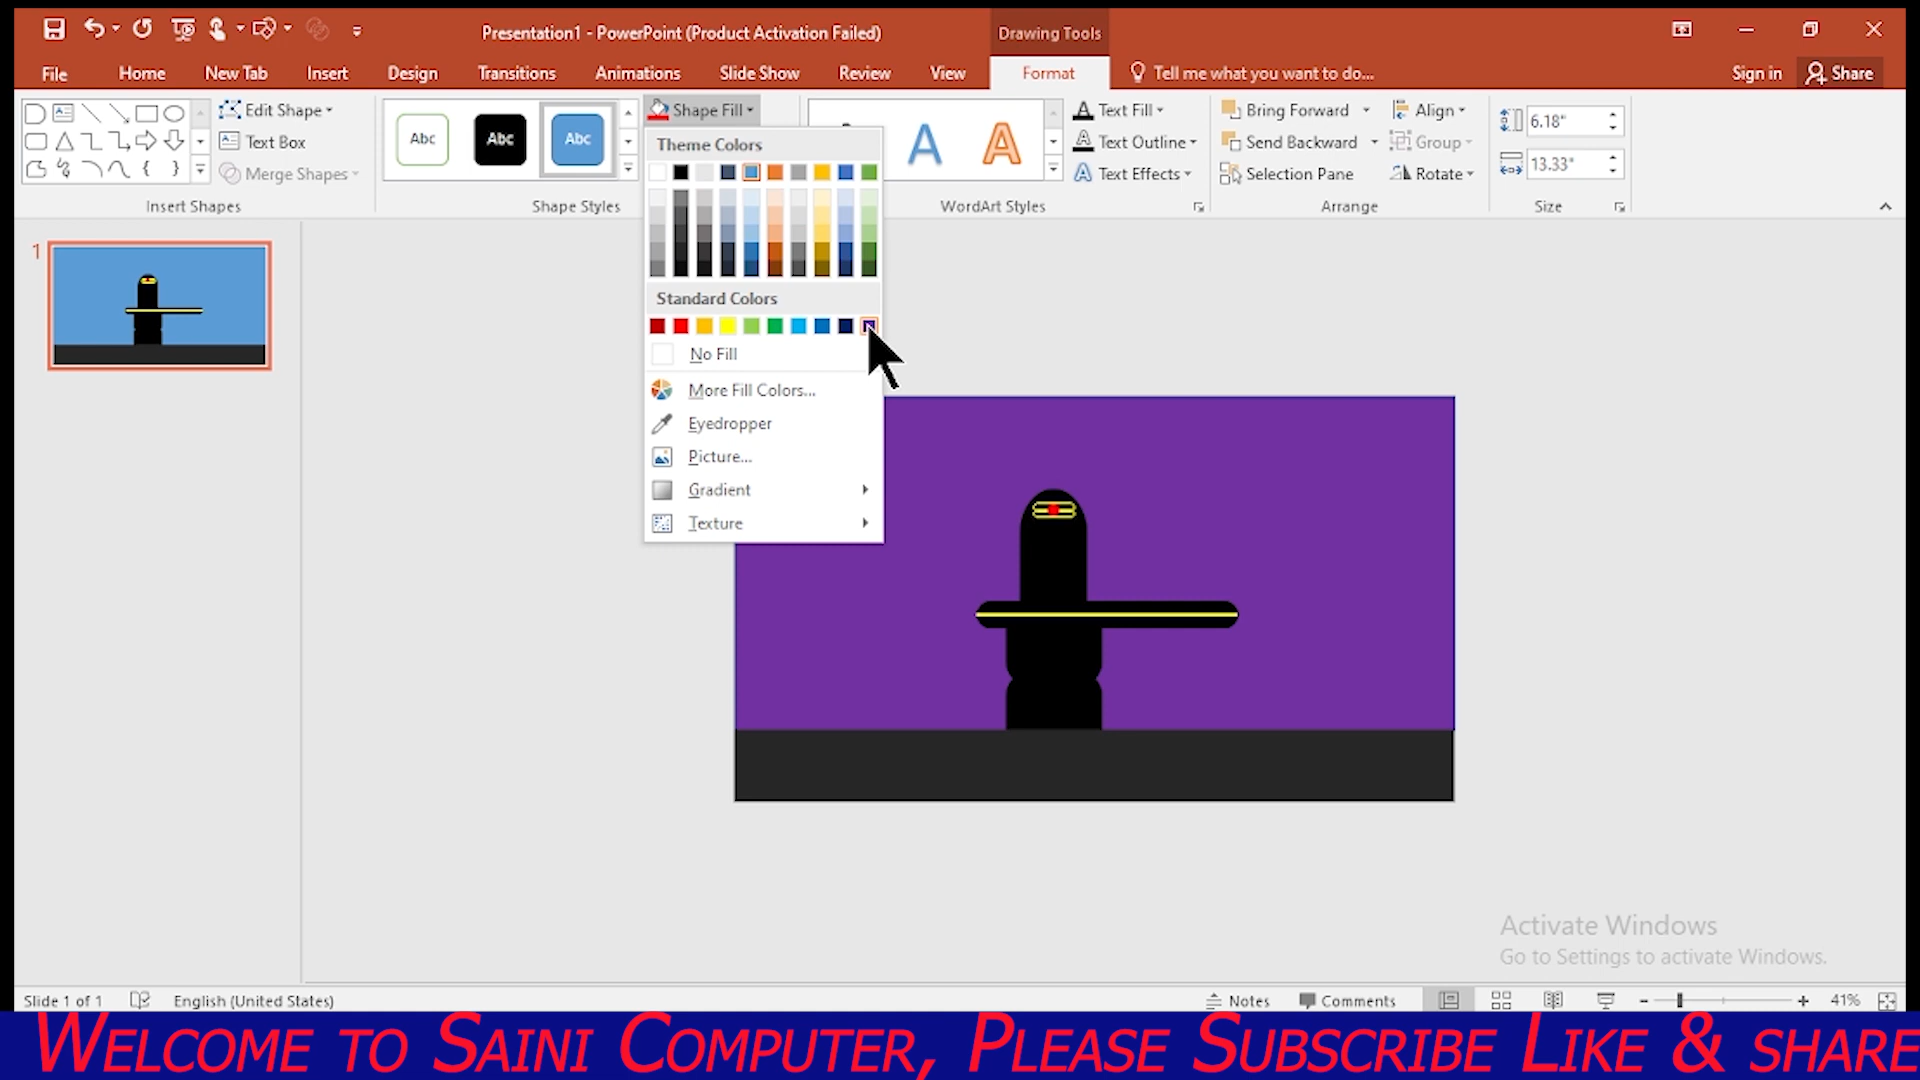 Presentation1 - PowerPoint (Product Activation Failed)
Drawing Tools
File
Home
New Tab
Insert
Design
Transitions
Animations
Slide Show
Review
View
Format
Tell me what you want to do...
Sign in
Share
Edit Shape
Text Box
Merge Shapes
Insert Shapes
Abc
Abc
Abc
Shape Styles
Shape Fill
Theme Colors
Standard Colors
No Fill
More Fill Colors...
Eyedropper
Picture...
Gradient
Texture
A
A
WordArt Styles
Text Fill
Text Outline
Text Effects
Bring Forward
Send Backward
Selection Pane
Align
Group
Rotate
Arrange
6.18"
13.33"
Size
1
Activate Windows
Go to Settings to activate Windows.
Slide 1 of 1
English (United States)
Notes
Comments
41%
WELCOME TO SAINI COMPUTER, PLEASE SUBSCRIBE LIKE & SHARE